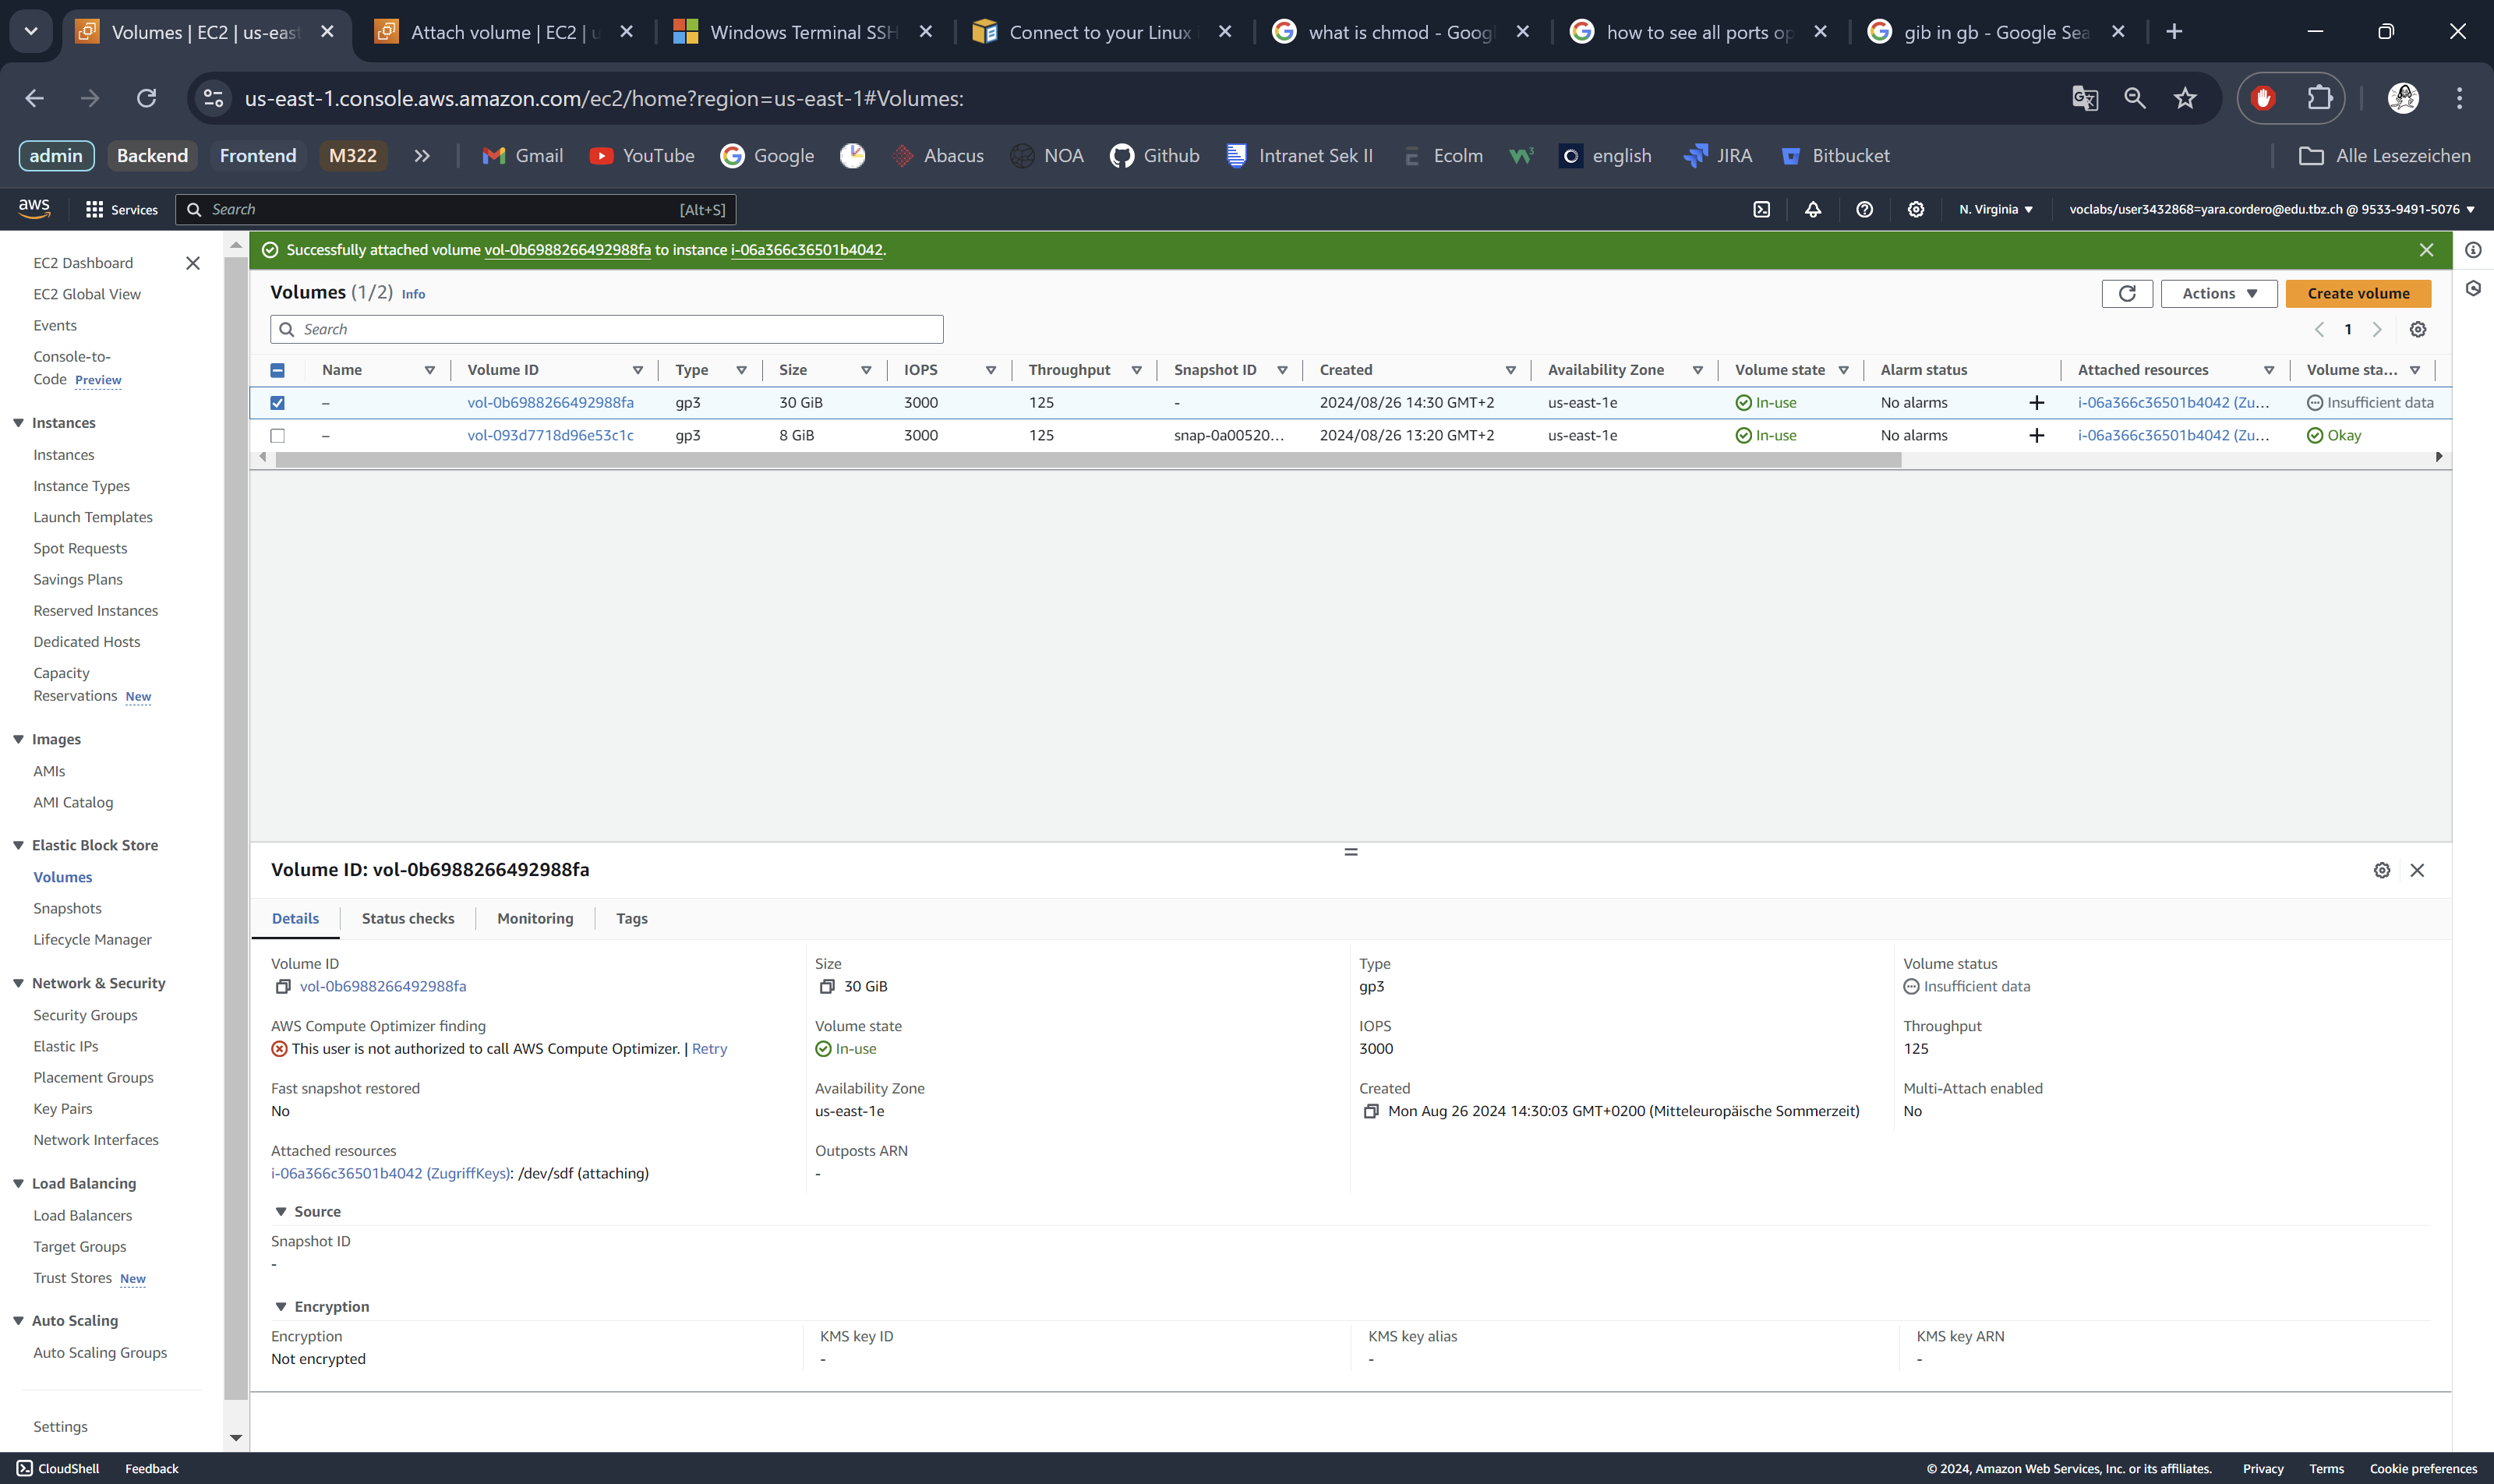 Volumes | EC2 | us-east
Attach volume | EC2 | u
Windows Terminal SSH
Connect to your Linux
what is chmod - Goog
how to see all ports op
gib in gb - Google Sea
us-east-1.console.aws.amazon.com/ec2/home?region=us-east-1#Volumes:
admin Backend Frontend M322 Gmail YouTube Google Abacus NOA Github Intranet Sek II Ecolm english JIRA Bitbucket Alle Lesezeichen
aws Services Search [Alt+S] N. Virginia voclabs/user3432868=yara.cordero@edu.tbz.ch @ 9533-9491-5076
EC2 Dashboard
EC2 Global View
Events
Console-to-
Code Preview
Instances
Instances
Instance Types
Launch Templates
Spot Requests
Savings Plans
Reserved Instances
Dedicated Hosts
Capacity
Reservations New
Images
AMIs
AMI Catalog
Elastic Block Store
Volumes
Snapshots
Lifecycle Manager
Network & Security
Security Groups
Elastic IPs
Placement Groups
Key Pairs
Network Interfaces
Load Balancing
Load Balancers
Target Groups
Trust Stores New
Auto Scaling
Auto Scaling Groups
Settings
Successfully attached volume vol-0b6988266492988fa to instance i-06a366c36501b4042.
Volumes (1/2) Info
Actions
Create volume
Search
1
Name Volume ID Type Size IOPS Throughput Snapshot ID Created Availability Zone Volume state Alarm status Attached resources Volume sta...
– vol-0b6988266492988fa gp3 30 GiB 3000 125 - 2024/08/26 14:30 GMT+2 us-east-1e In-use No alarms + i-06a366c36501b4042 (Zu... Insufficient data
– vol-093d7718d96e53c1c gp3 8 GiB 3000 125 snap-0a00520... 2024/08/26 13:20 GMT+2 us-east-1e In-use No alarms + i-06a366c36501b4042 (Zu... Okay
Volume ID: vol-0b6988266492988fa
Details Status checks Monitoring Tags
Volume ID
vol-0b6988266492988fa
Size
30 GiB
Type
gp3
Volume status
Insufficient data
AWS Compute Optimizer finding
This user is not authorized to call AWS Compute Optimizer. | Retry
Volume state
In-use
IOPS
3000
Throughput
125
Fast snapshot restored
No
Availability Zone
us-east-1e
Created
Mon Aug 26 2024 14:30:03 GMT+0200 (Mitteleuropäische Sommerzeit)
Multi-Attach enabled
No
Attached resources
i-06a366c36501b4042 (ZugriffKeys): /dev/sdf (attaching)
Outposts ARN
-
Source
Snapshot ID
-
Encryption
Encryption
Not encrypted
KMS key ID
-
KMS key alias
-
KMS key ARN
-
CloudShell Feedback © 2024, Amazon Web Services, Inc. or its affiliates. Privacy Terms Cookie preferences